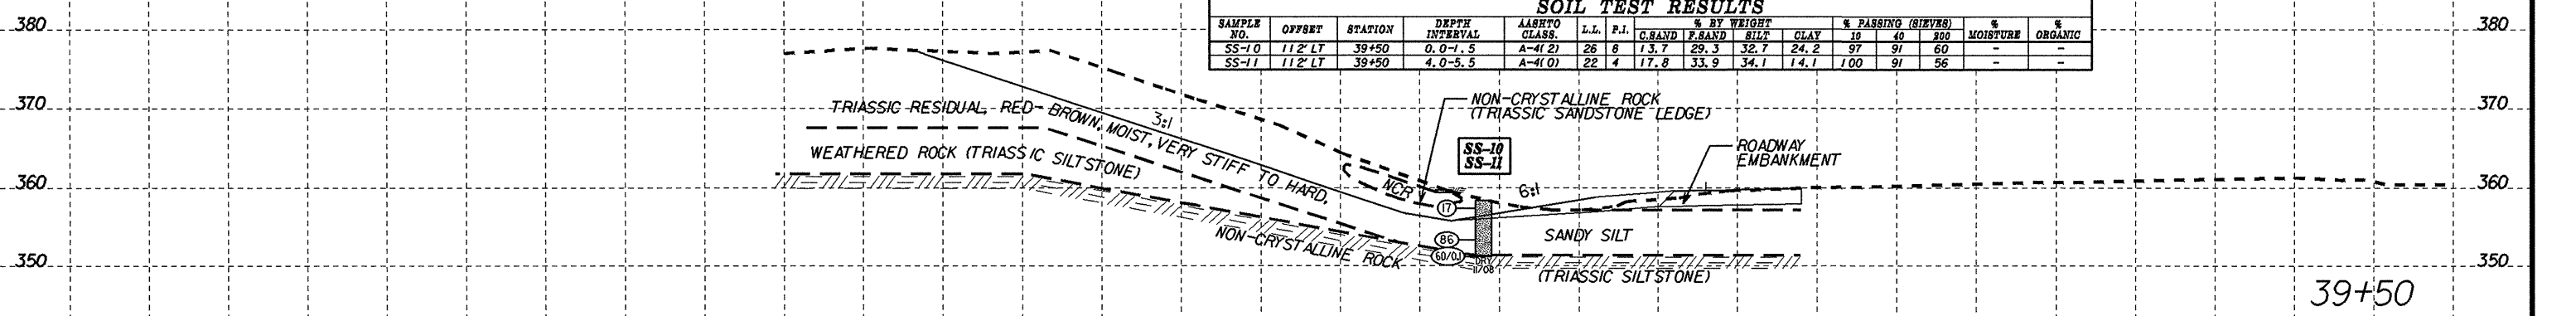 SOIL TEST RESULTS
SAMPLE NO. OFFSET STATION DEPTH INTERVAL AASHTO CLASS. L.L. P.I. % BY WEIGHT % PASSING (SIEVES) % MOISTURE % ORGANIC
C.SAND F.SAND SILT CLAY 10 40 200
SS-10 112' LT 39+50 0.0-1.5 A-4(2) 26 8 13.7 29.3 32.7 24.2 97 91 60 - -
SS-11 112' LT 39+50 4.0-5.5 A-4(0) 22 4 17.8 33.9 34.1 14.1 100 91 56 - -
380 380
370 370
360 360
350 350
NON-CRYSTALLINE ROCK
(TRIASSIC SANDSTONE LEDGE)
TRIASSIC RESIDUAL, RED-BROWN, MOIST, VERY STIFF TO HARD,
3:1
WEATHERED ROCK (TRIASSIC SILTSTONE)
SS-10
SS-11
ROADWAY
EMBANKMENT
NCR
6:1
17
86
60/0.1
DRY
11/08
SANDY SILT
NON-CRYSTALLINE ROCK
(TRIASSIC SILTSTONE)
39+50